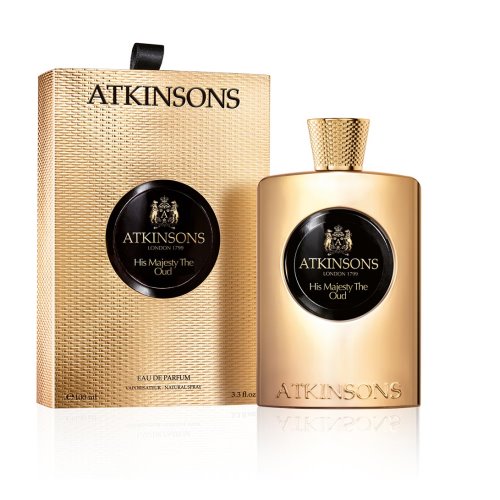 ATKINSONS
ATKINSONS
LONDON 1799
His Majesty The
Oud
EAU DE PARFUM
VAPORISATEUR · NATURAL SPRAY
℮100 ml
3.3 fl.oz
ATKINSONS
LONDON 1799
His Majesty The
Oud
ATKINSONS